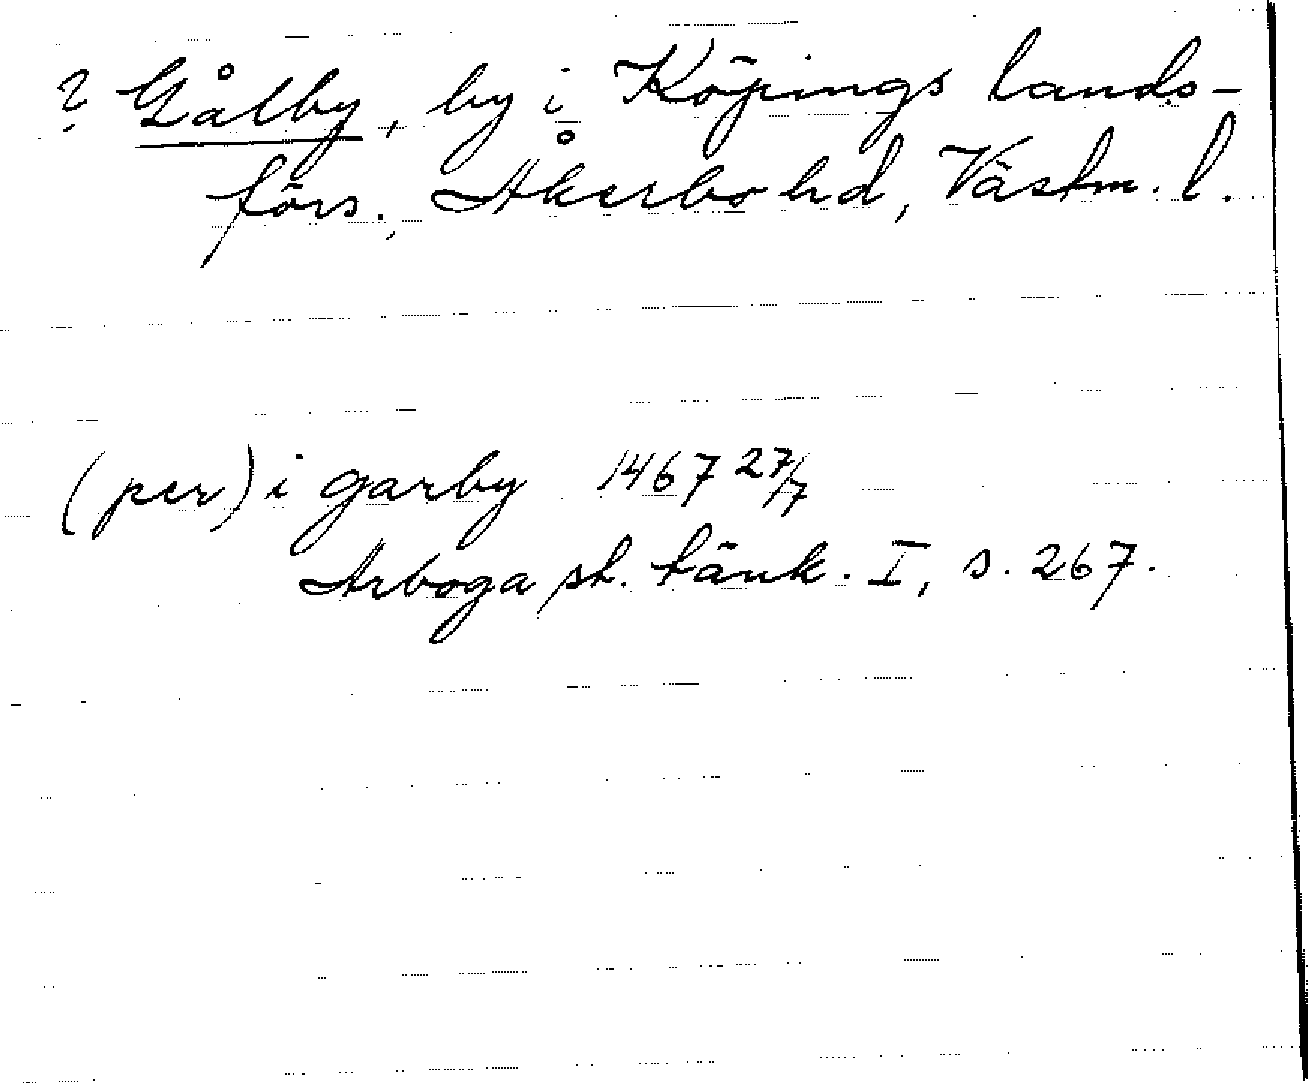 ? Gålby, by i Köpings lands-
förs., Åkerbo hd, Västm. l.
(per) i garby 1467 27/7
Arboga st. tänk. I, s. 267.